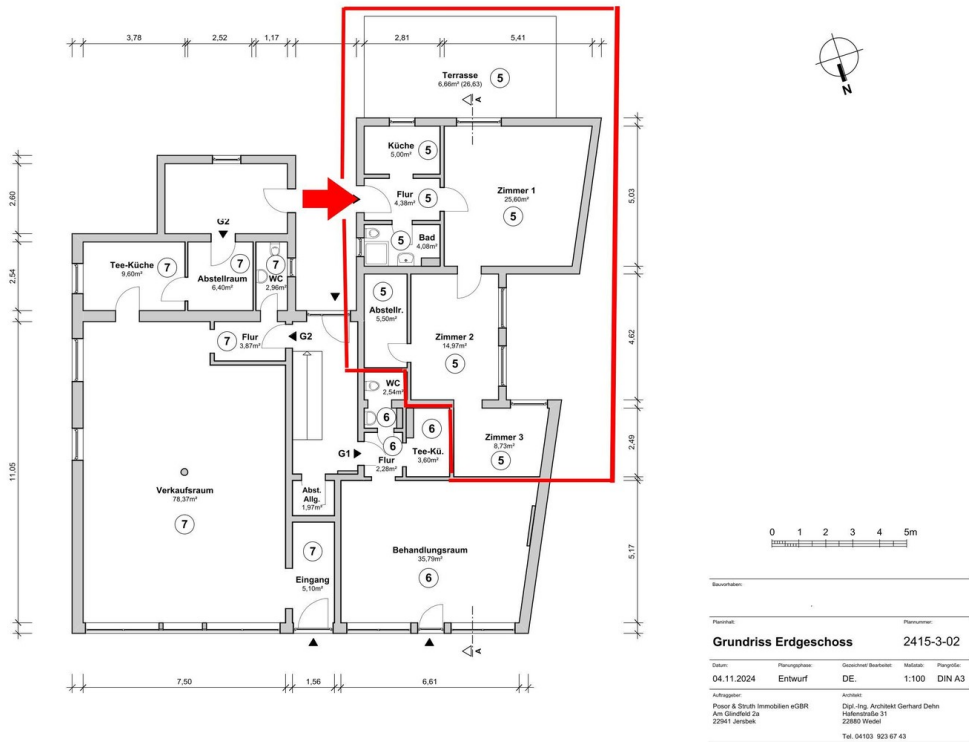 3,78
2,52
1,17
2,81
5,41
Terrasse
6,66m² (26,63)
5
A
N
Küche
5,00m²
5
Flur
4,38m²
5
Zimmer 1
25,60m²
5
5
Bad
4,08m²
5,03
2,60
G2
Tee-Küche
9,60m²
7
7
Abstellraum
6,40m²
7
WC
2,96m²
2,54
5
Abstellr.
5,50m²
Zimmer 2
14,97m²
5
4,62
7
Flur
3,87m²
G2
WC
2,54m²
6
6
6
Tee-Kü.
3,60m²
Flur
2,28m²
G1
Zimmer 3
8,73m²
5
2,49
11,05
Verkaufsraum
78,37m²
7
Abst.
Allg.
1,97m²
7
Eingang
5,10m²
Behandlungsraum
35,79m²
6
5,17
A
7,50
1,56
6,61
0 1 2 3 4 5m
Bauvorhaben:
Planinhalt:
Plannummer:
Grundriss Erdgeschoss
2415-3-02
Datum:
Planungsphase:
Gezeichnet/ Bearbeitet:
Maßstab:
Plangröße:
04.11.2024
Entwurf
DE.
1:100
DIN A3
Auftraggeber:
Architekt:
Posor & Struth Immobilien eGBR
Am Glindfeld 2a
22941 Jersbek
Dipl.-Ing. Architekt Gerhard Dehn
Hafenstraße 31
22880 Wedel
Tel. 04103 923 67 43